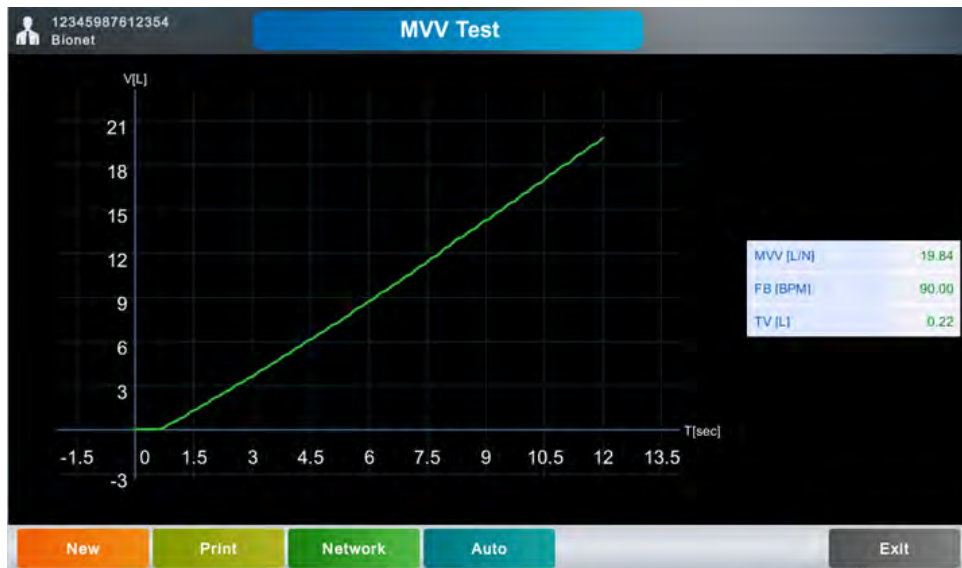 12345987612354
Bionet
MVV Test
V[L]
21
18
15
12
9
6
3
T[sec]
-1.5 0 1.5 3 4.5 6 7.5 9 10.5 12 13.5
-3
MVV [L/N] 19.84
FB [BPM] 90.00
TV [L] 0.22
New Print Network Auto Exit